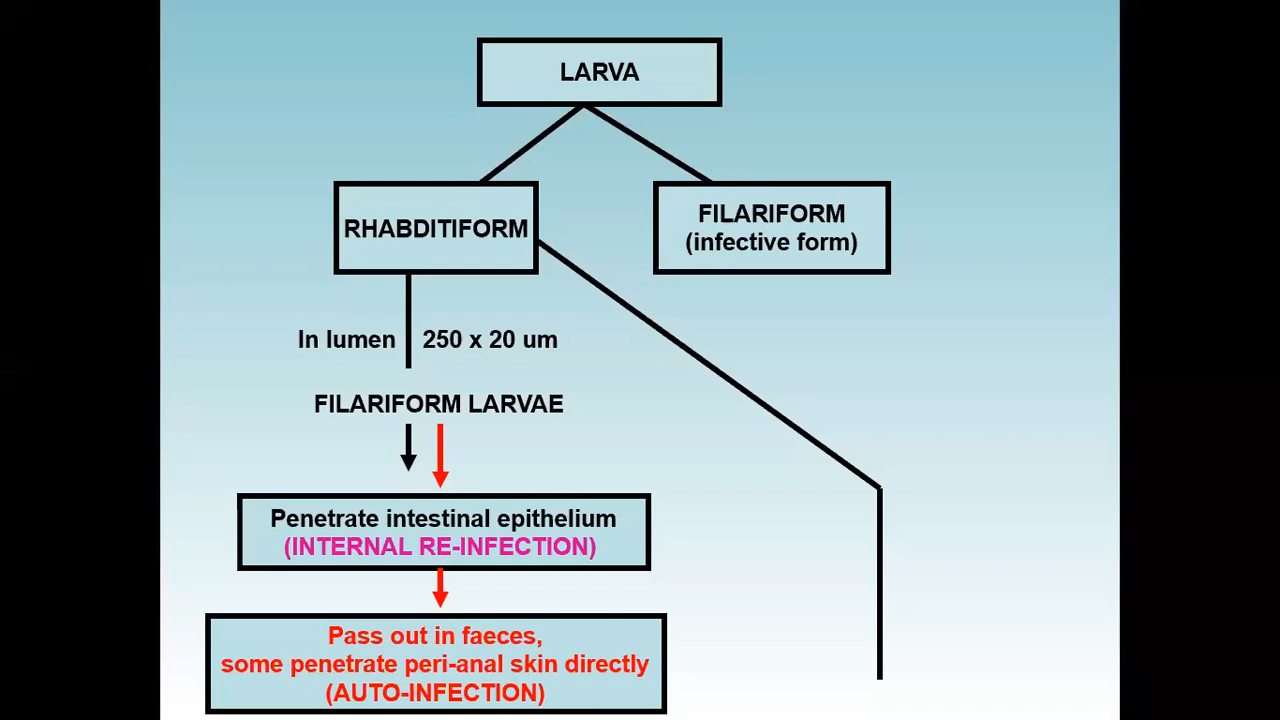 LARVA
RHABDITIFORM
FILARIFORM
(infective form)
In lumen
250 x 20 um
FILARIFORM LARVAE
Penetrate intestinal epithelium
(INTERNAL RE-INFECTION)
Pass out in faeces,
some penetrate peri-anal skin directly
(AUTO-INFECTION)